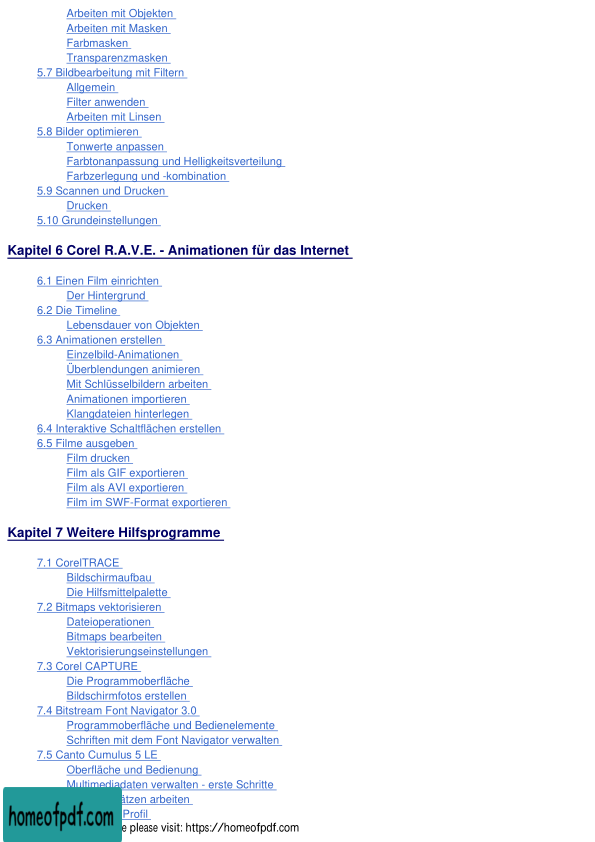 Arbeiten mit Objekten
Arbeiten mit Masken
Farbmasken
Transparenzmasken
5.7 Bildbearbeitung mit Filtern
Allgemein
Filter anwenden
Arbeiten mit Linsen
5.8 Bilder optimieren
Tonwerte anpassen
Farbtonanpassung und Helligkeitsverteilung
Farbzerlegung und -kombination
5.9 Scannen und Drucken
Drucken
5.10 Grundeinstellungen
Kapitel 6 Corel R.A.V.E. - Animationen für das Internet
6.1 Einen Film einrichten
Der Hintergrund
6.2 Die Timeline
Lebensdauer von Objekten
6.3 Animationen erstellen
Einzelbild-Animationen
Überblendungen animieren
Mit Schlüsselbildern arbeiten
Animationen importieren
Klangdateien hinterlegen
6.4 Interaktive Schaltflächen erstellen
6.5 Filme ausgeben
Film drucken
Film als GIF exportieren
Film als AVI exportieren
Film im SWF-Format exportieren
Kapitel 7 Weitere Hilfsprogramme
7.1 CorelTRACE
Bildschirmaufbau
Die Hilfsmittelpalette
7.2 Bitmaps vektorisieren
Dateioperationen
Bitmaps bearbeiten
Vektorisierungseinstellungen
7.3 Corel CAPTURE
Die Programmoberfläche
Bildschirmfotos erstellen
7.4 Bitstream Font Navigator 3.0
Programmoberfläche und Bedienelemente
Schriften mit dem Font Navigator verwalten
7.5 Canto Cumulus 5 LE
Oberfläche und Bedienung
Multimediadaten verwalten - erste Schritte
arbeiten
Profil
please visit: https://homeofpdf.com
homeofpdf.com